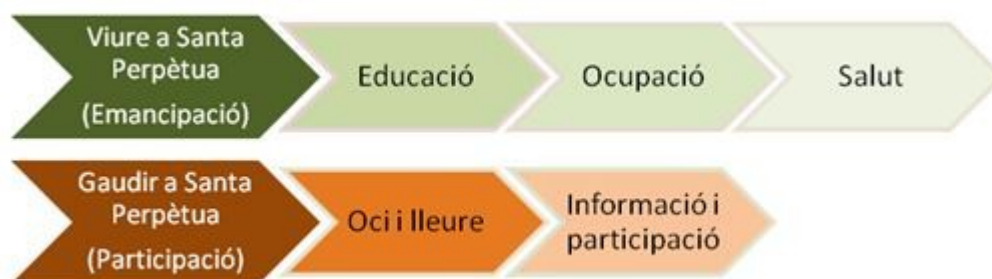 Viure a Santa
Perpètua
(Emancipació)
Educació
Ocupació
Salut
Gaudir a Santa
Perpètua
(Participació)
Oci i lleure
Informació i
participació